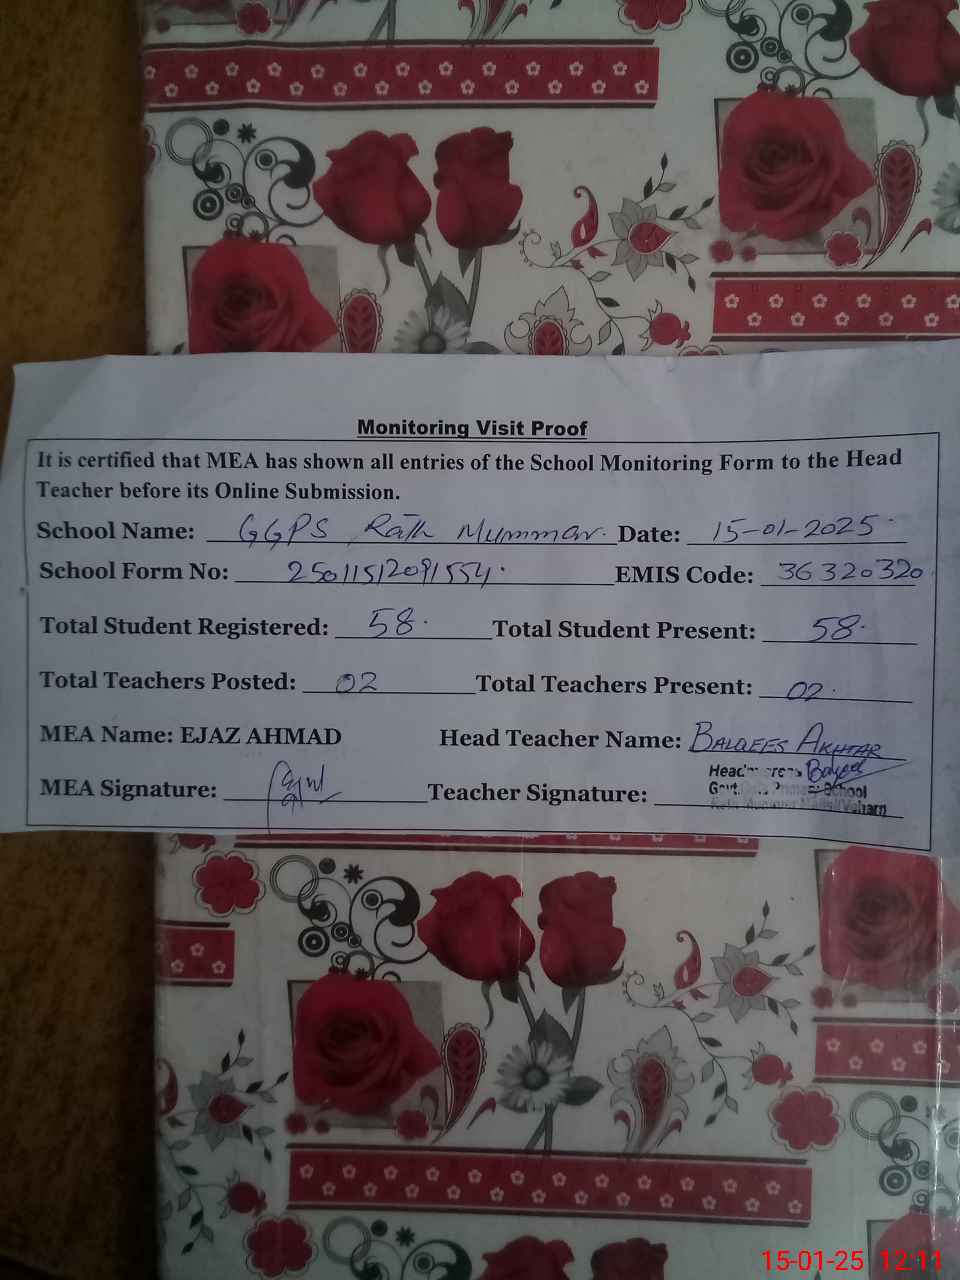 Monitoring Visit Proof
It is certified that MEA has shown all entries of the School Monitoring Form to the Head
Teacher before its Online Submission.
School Name: GGPS Rath Mummar. Date: 15-01-2025
School Form No: EMIS Code: 36320320
Total Student Registered: 58. Total Student Present: 58.
Total Teachers Posted: 02 Total Teachers Present: 02.
MEA Name: EJAZ AHMAD Head Teacher Name: BALQEES AKHTAR
MEA Signature: Teacher Signature:
Govt. School
15-01-25 12:11